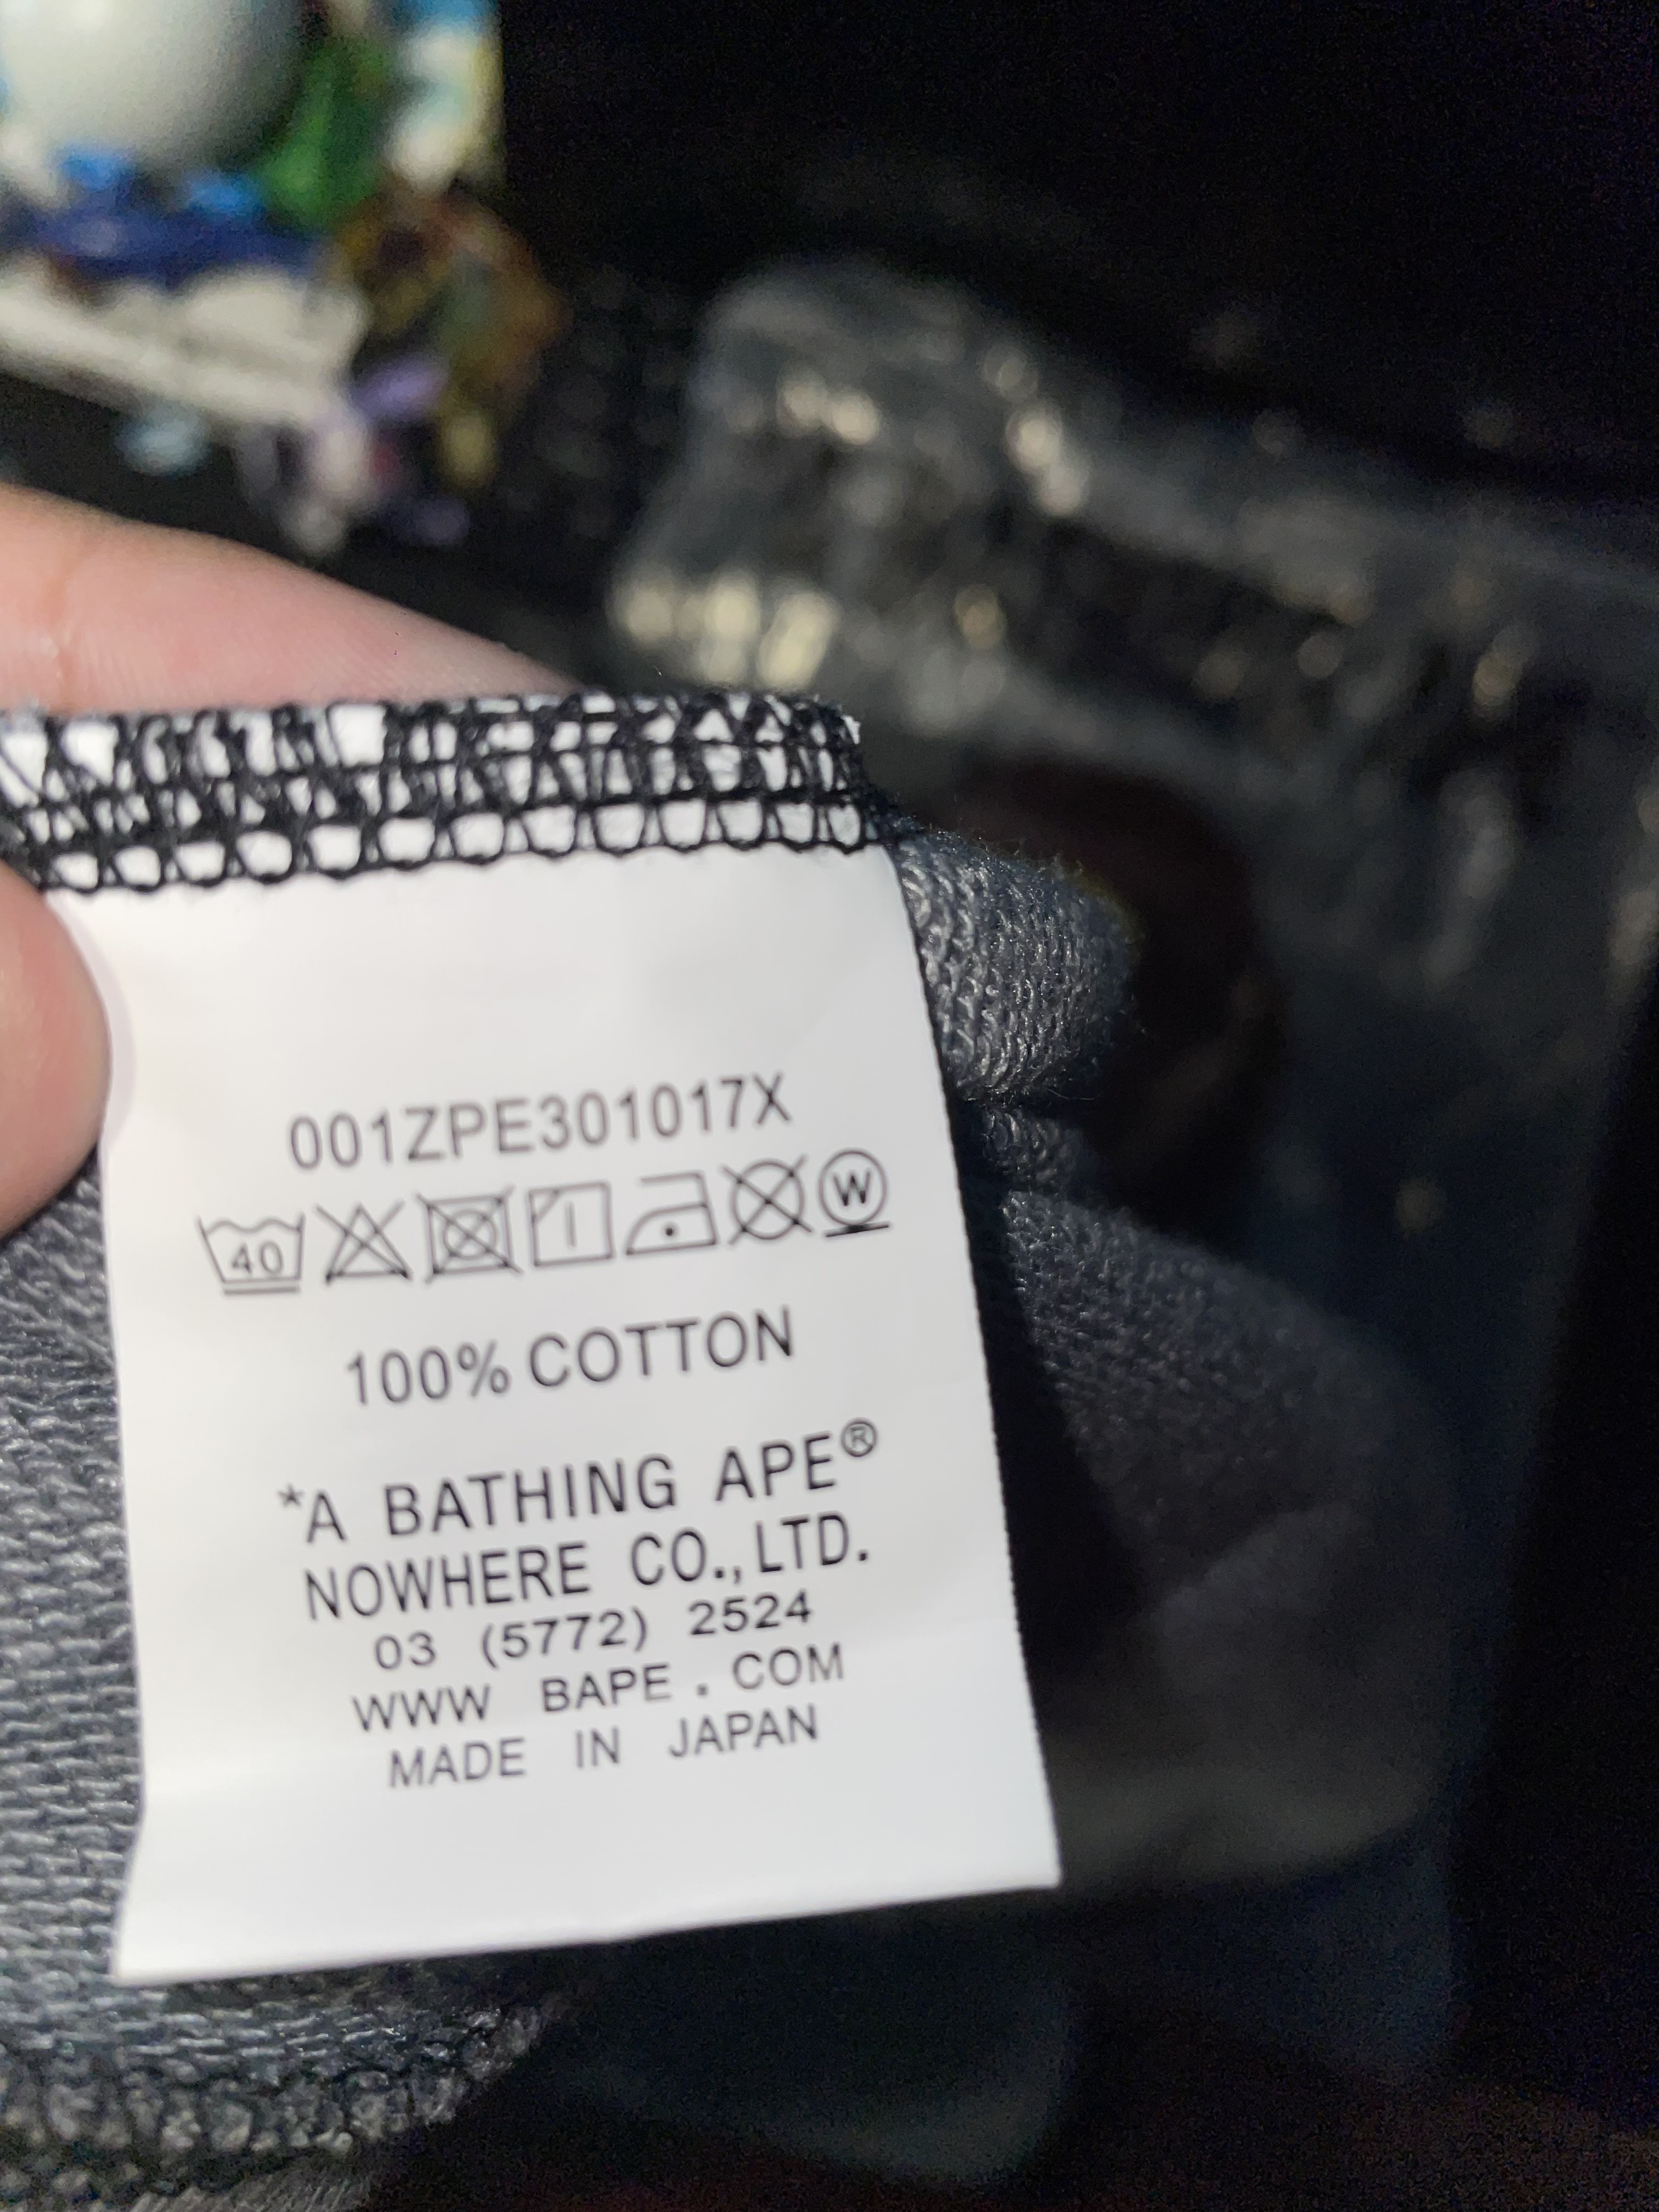 001ZPE301017X
40 W
100% COTTON
*A BATHING APE®
NOWHERE CO.,LTD.
03 (5772) 2524
WWW BAPE . COM
MADE IN JAPAN